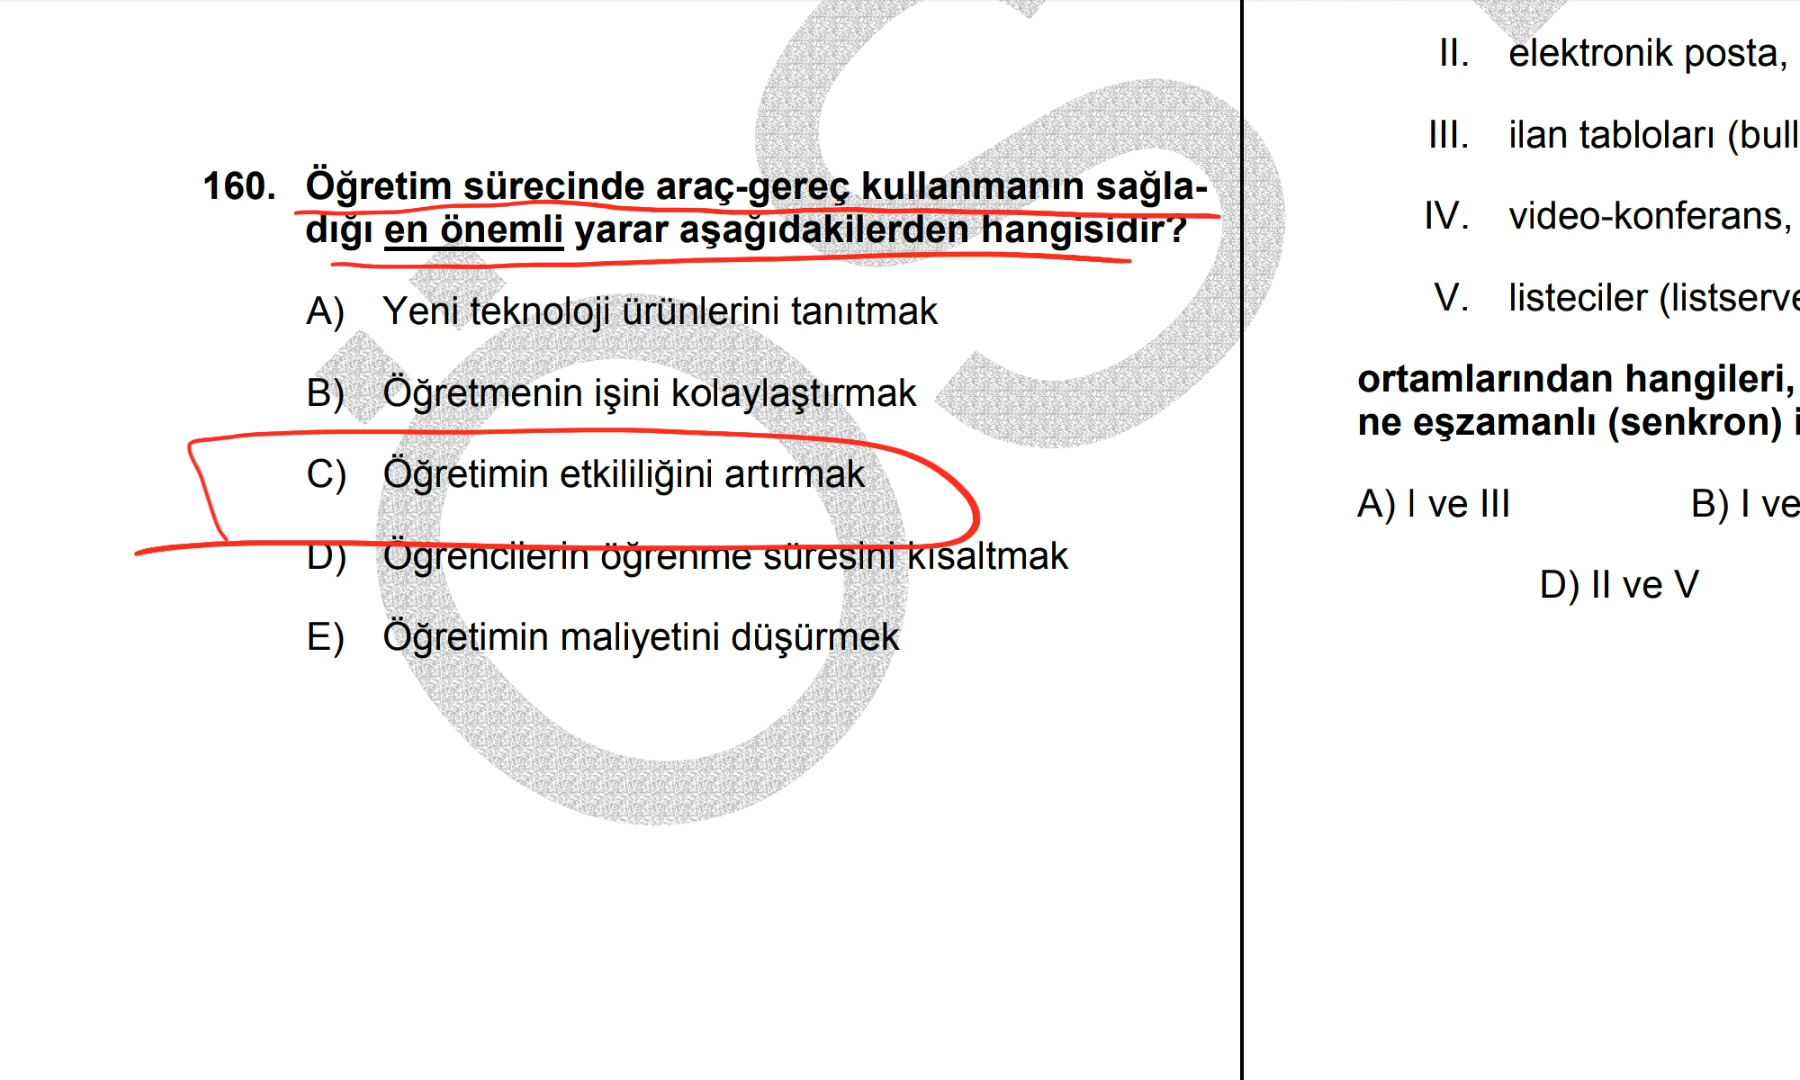 160. Öğretim sürecinde araç-gereç kullanmanın sağla-
dığı en önemli yarar aşağıdakilerden hangisidir?
A) Yeni teknoloji ürünlerini tanıtmak
B) Öğretmenin işini kolaylaştırmak
C) Öğretimin etkililiğini artırmak
D) Öğrencilerin öğrenme süresini kısaltmak
E) Öğretimin maliyetini düşürmek
II. elektronik posta,
III. ilan tabloları (bull
IV. video-konferans,
V. listeciler (listserve
ortamlarından hangileri,
ne eşzamanlı (senkron) i
A) I ve III
B) I ve
D) II ve V